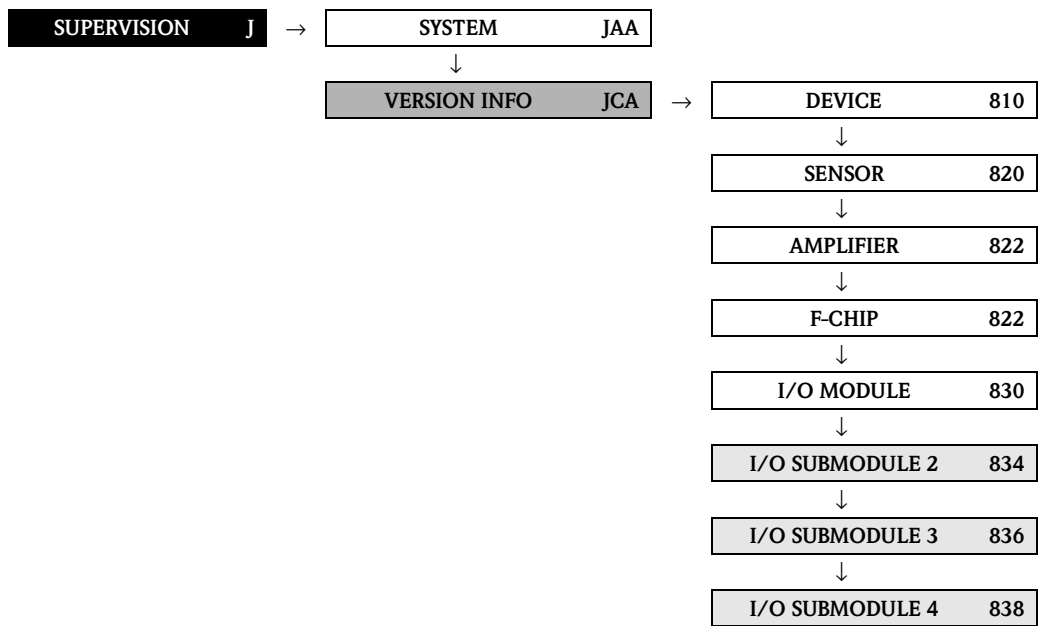 SUPERVISION J → SYSTEM JAA
↓
VERSION INFO JCA → DEVICE 810
↓
SENSOR 820
↓
AMPLIFIER 822
↓
F-CHIP 822
↓
I/O MODULE 830
↓
I/O SUBMODULE 2 834
↓
I/O SUBMODULE 3 836
↓
I/O SUBMODULE 4 838